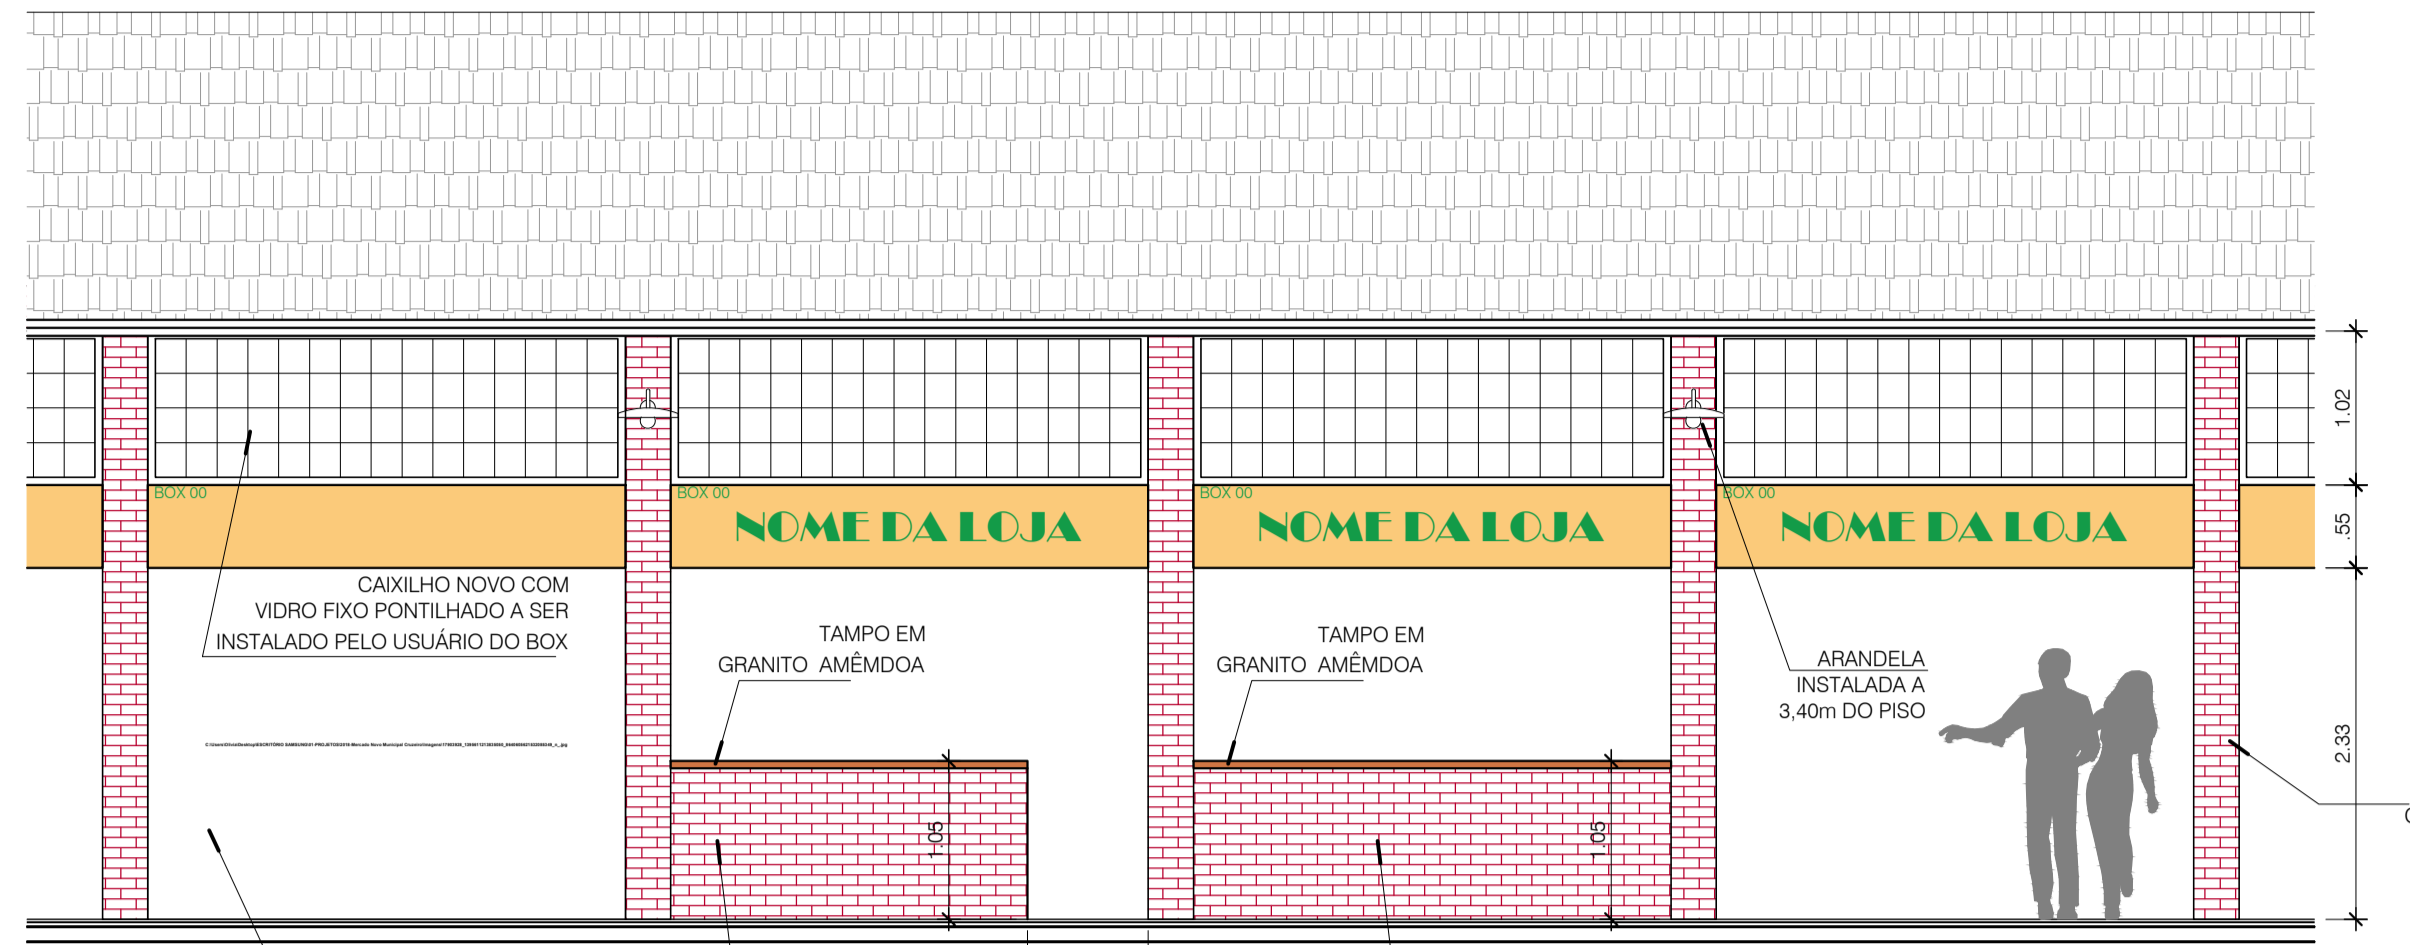 1.02
BOX 00
BOX 00
BOX 00
BOX 00
NOME DA LOJA
NOME DA LOJA
NOME DA LOJA
.55
CAIXILHO NOVO COM
VIDRO FIXO PONTILHADO A SER
INSTALADO PELO USUÁRIO DO BOX
TAMPO EM
GRANITO AMÊMDOA
TAMPO EM
GRANITO AMÊMDOA
ARANDELA
INSTALADA A
3,40m DO PISO
2.33
1.05
1.05